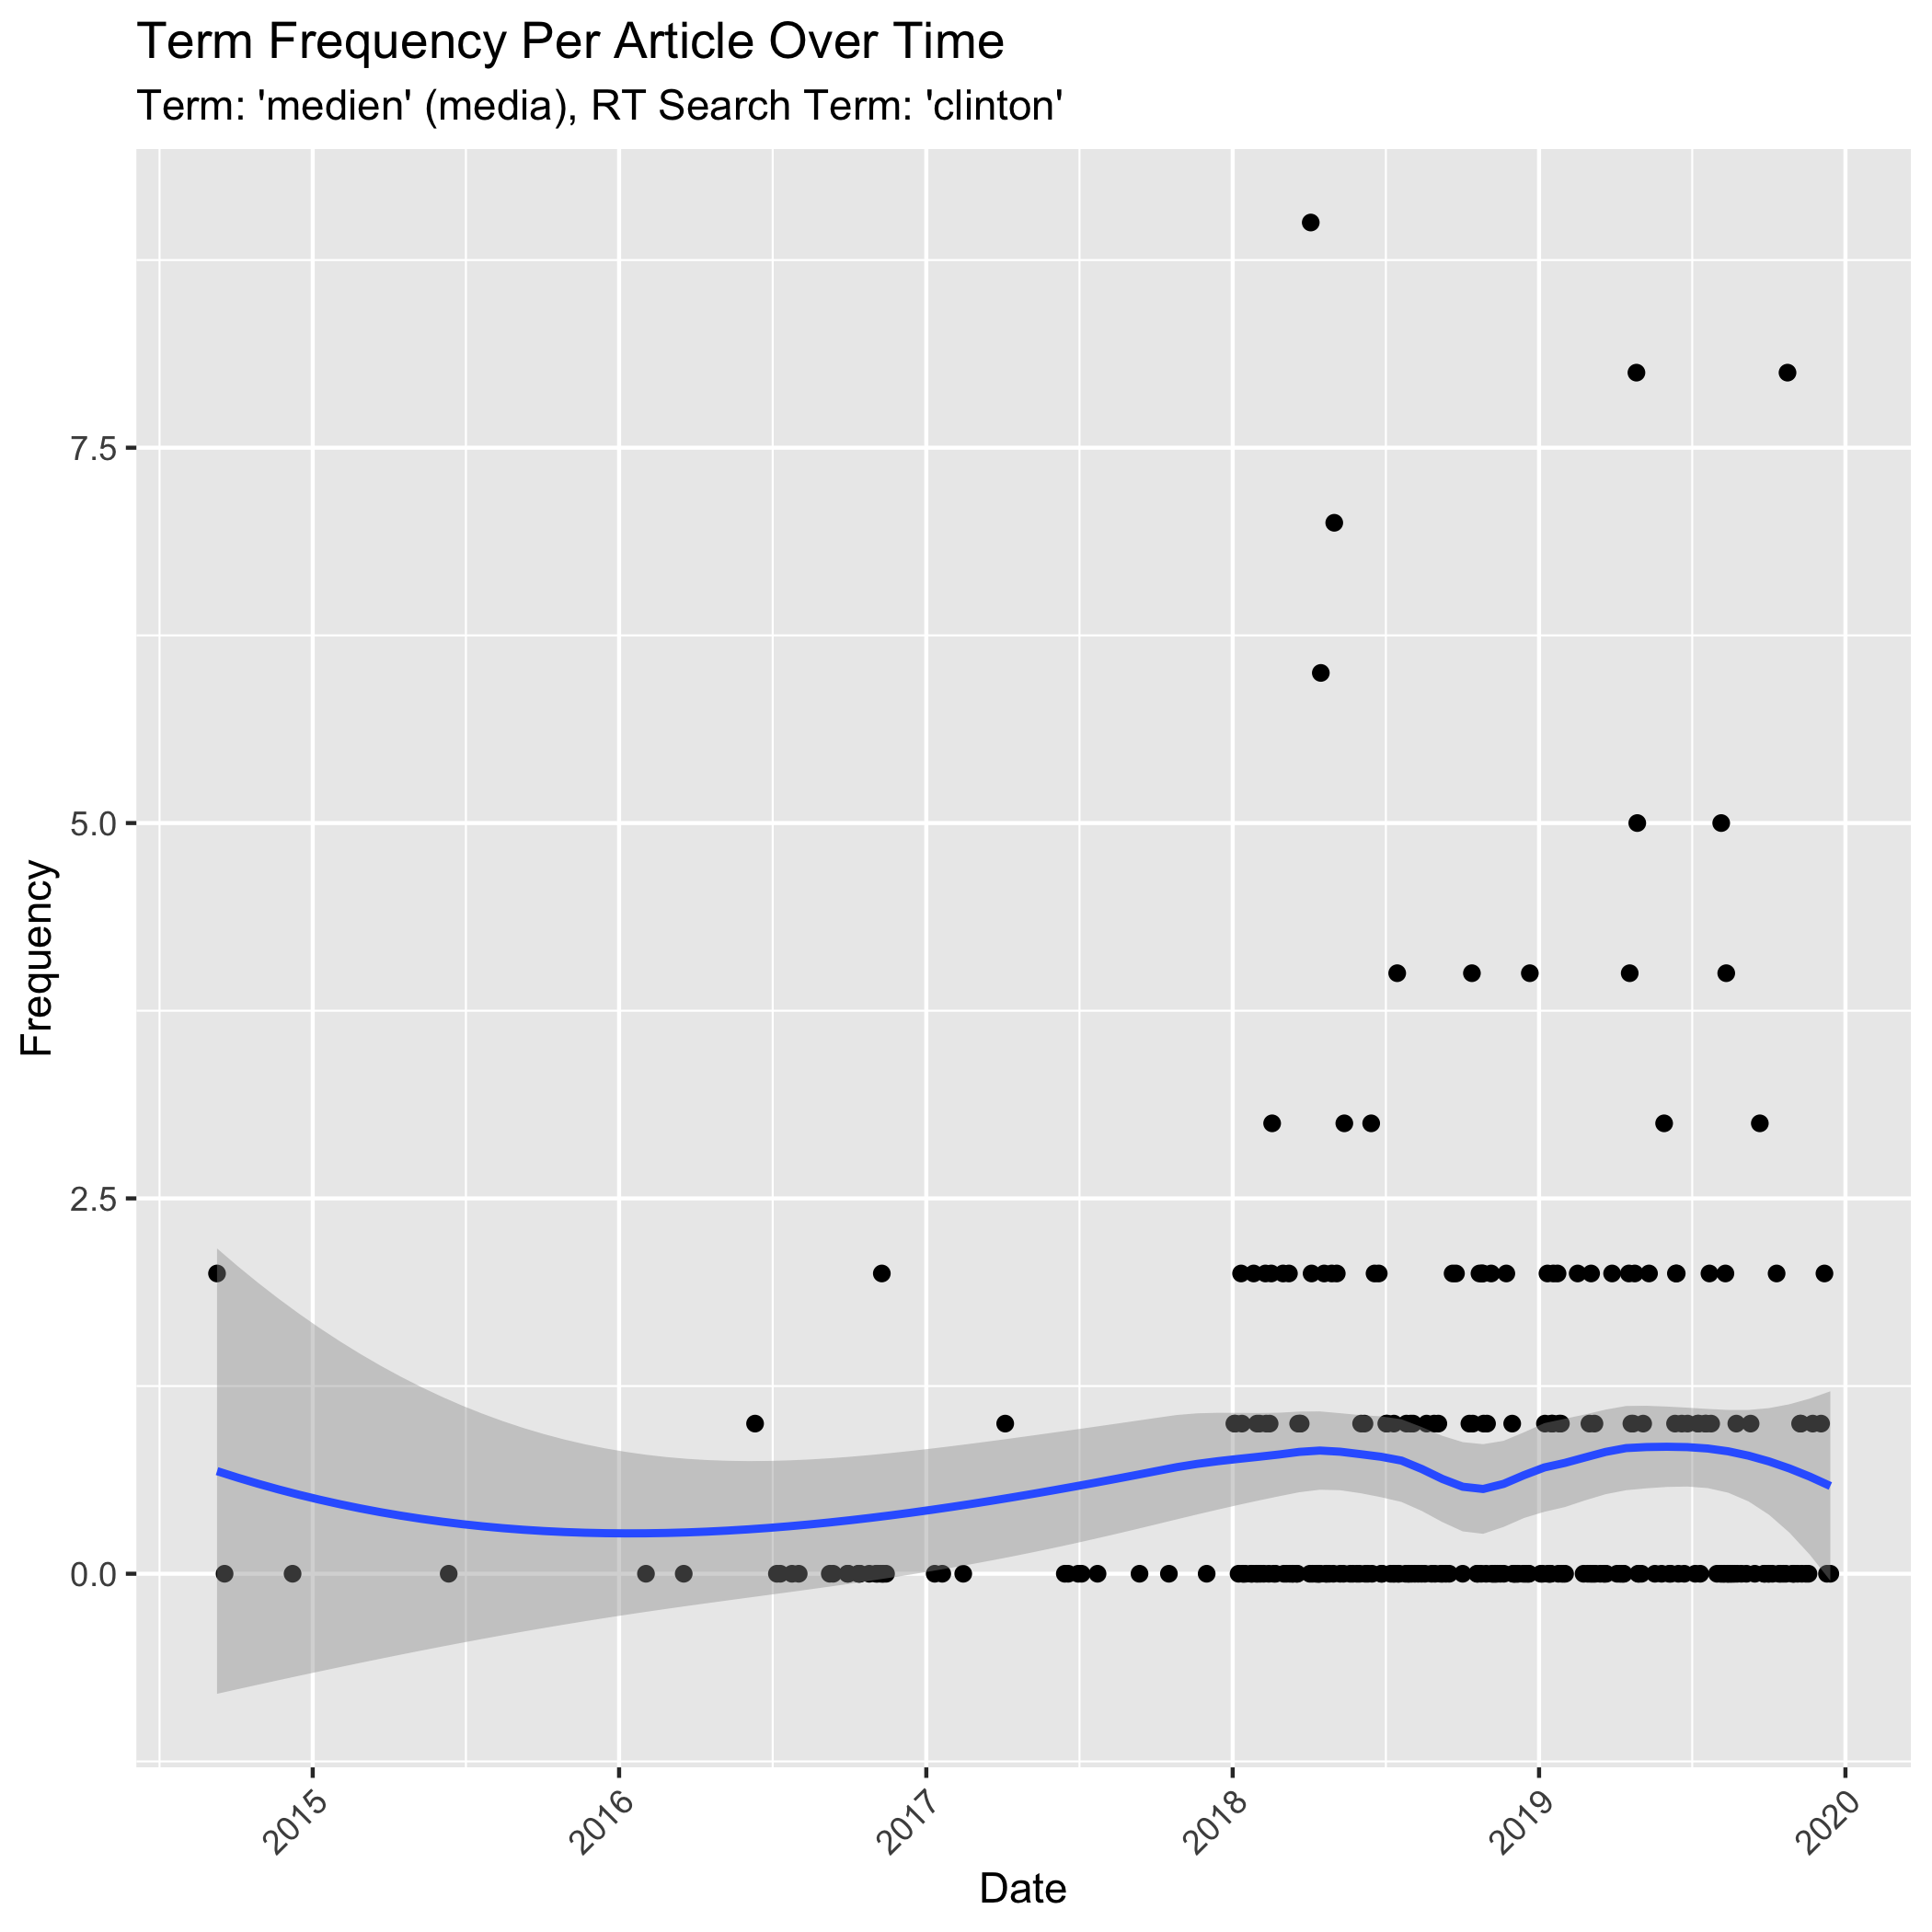 Term Frequency Per Article Over Time
Term: 'medien' (media), RT Search Term: 'clinton'
Frequency
7.5
5.0
2.5
0.0
2015
2016
2017
2018
2019
2020
Date